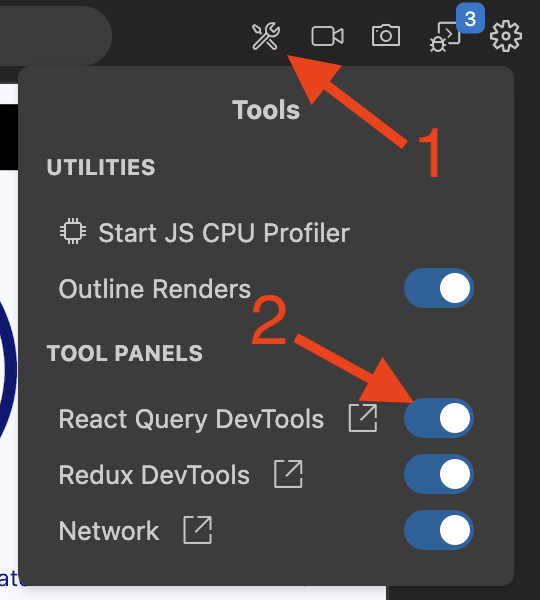 3
Tools
1
UTILITIES
Start JS CPU Profiler
Outline Renders
2
TOOL PANELS
React Query DevTools
Redux DevTools
Network